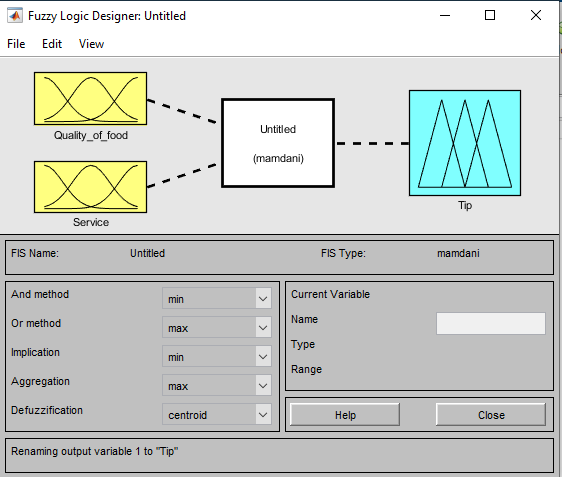 Fuzzy Logic Designer: Untitled
File Edit View
Quality_of_food
Service
Untitled
(mamdani)
Tip
FIS Name: Untitled FIS Type: mamdani
And method min
Or method max
Implication min
Aggregation max
Defuzzification centroid
Current Variable
Name
Type
Range
Help Close
Renaming output variable 1 to "Tip"